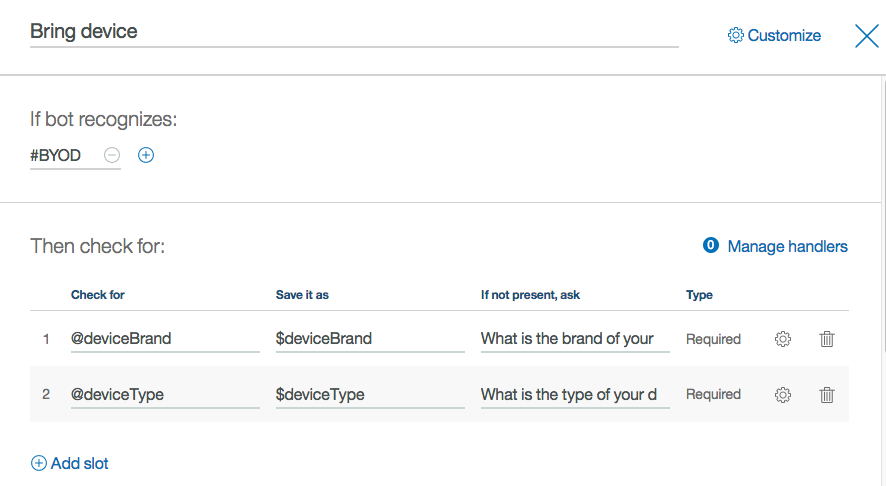 Bring device
Customize
If bot recognizes:
#BYOD
Then check for:
0 Manage handlers
Check for Save it as If not present, ask Type
1 @deviceBrand $deviceBrand What is the brand of your Required
2 @deviceType $deviceType What is the type of your d Required
Add slot